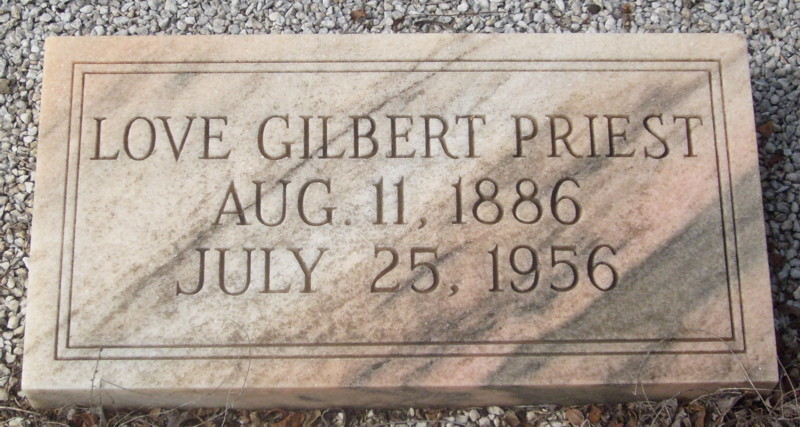 LOVE GILBERT PRIEST
AUG. 11, 1886
JULY 25, 1956